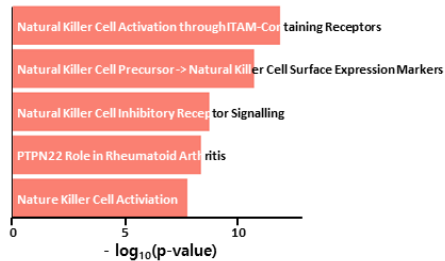 Natural Killer Cell Activation through ITAM-Containing Receptors
Natural Killer Cell Precursor -> Natural Killer Cell Surface Expression Markers
Natural Killer Cell Inhibitory Receptor Signalling
PTPN22 Role in Rheumatoid Arthritis
Nature Killer Cell Activiation
0 5 10
- log₁₀(p-value)